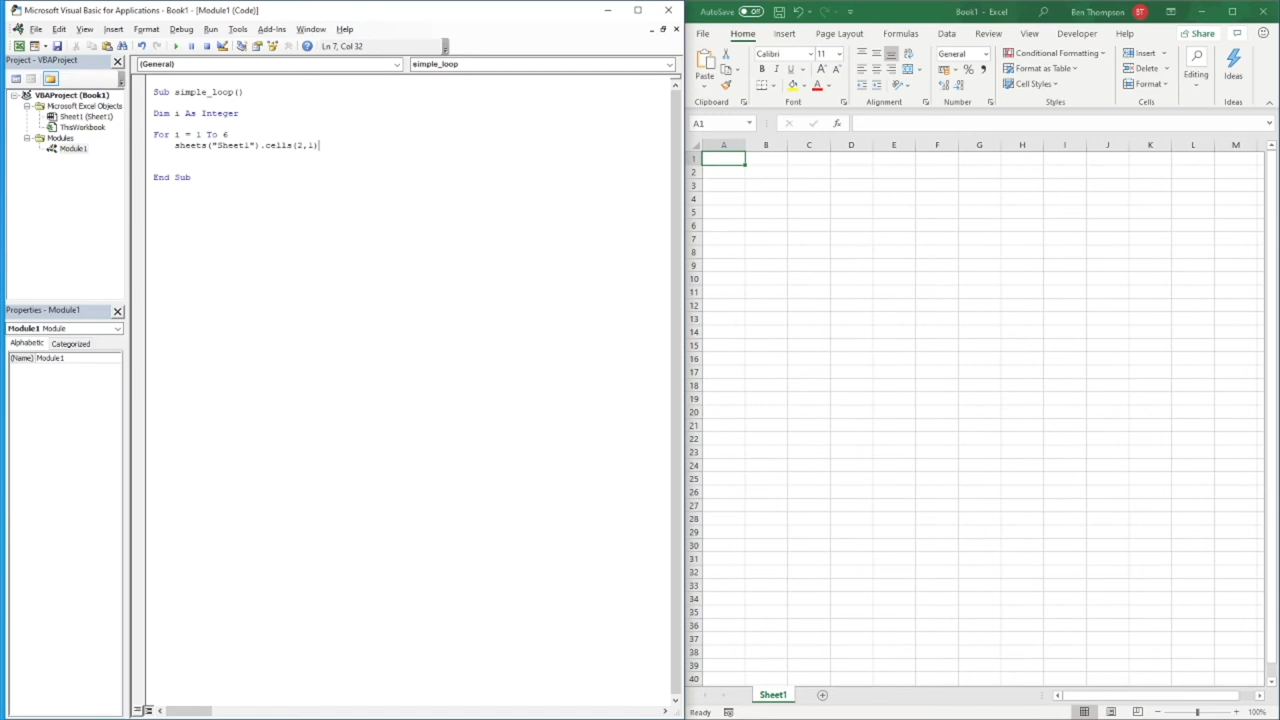 Microsoft Visual Basic for Applications - Book1 - [Module1 (Code)]
File Edit View Insert Format Debug Run Tools Add-Ins Window Help
Ln 7, Col 32
Project - VBAProject
VBAProject (Book1)
Microsoft Excel Objects
Sheet1 (Sheet1)
ThisWorkbook
Modules
Module1
Properties - Module1
Module1 Module
Alphabetic Categorized
(Name) Module1
(General) simple_loop
Sub simple_loop()
Dim i As Integer
For i = 1 To 6
sheets("Sheet1").cells(2,1)
End Sub
AutoSave Off Book1 - Excel Ben Thompson BT
File Home Insert Page Layout Formulas Data Review View Developer Help Share
Paste Calibri 11 General Conditional Formatting Insert Editing Ideas
B I U Format as Table Delete
A Cell Styles Format
Clipboard Font Alignment Number Styles Cells Ideas
A1 fx
A B C D E F G H I J K L M
1
2
3
4
5
6
7
8
9
10
11
12
13
14
15
16
17
18
19
20
21
22
23
24
25
26
27
28
29
30
31
32
33
34
35
36
37
38
39
40
Sheet1
Ready 100%